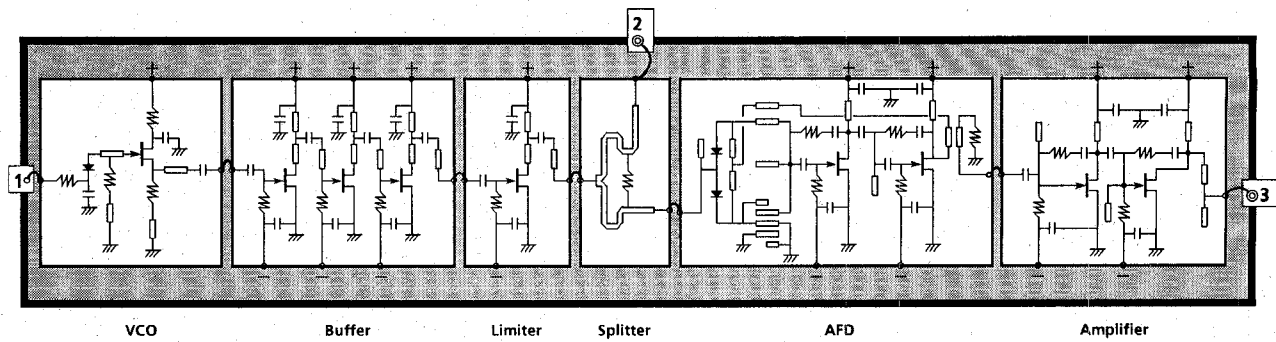 2
+ + + + + + + + +
1
3
− − − − − − − − −
VCO Buffer Limiter Splitter AFD Amplifier